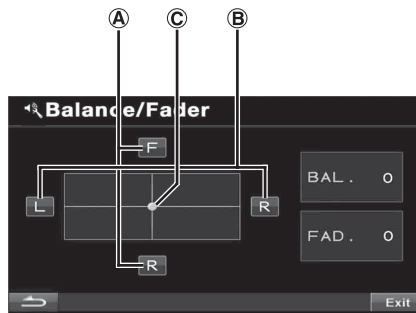 A C B
Balance/Fader
F
L R
BAL. 0
FAD. 0
R
Exit